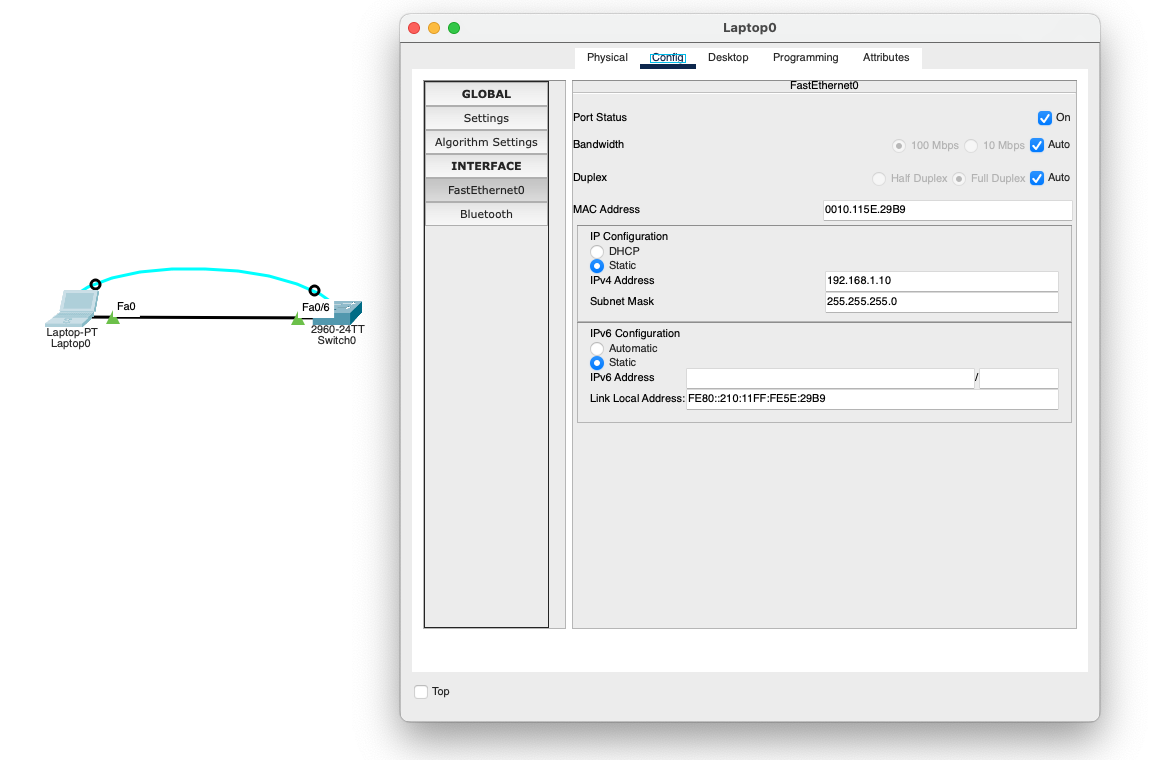 Laptop0
Physical Config Desktop Programming Attributes
GLOBAL
Settings
Algorithm Settings
INTERFACE
FastEthernet0
Bluetooth
FastEthernet0
Port Status On
Bandwidth 100 Mbps 10 Mbps Auto
Duplex Half Duplex Full Duplex Auto
MAC Address 0010.115E.29B9
IP Configuration
DHCP
Static
IPv4 Address 192.168.1.10
Subnet Mask 255.255.255.0
IPv6 Configuration
Automatic
Static
IPv6 Address /
Link Local Address: FE80::210:11FF:FE5E:29B9
Top
Fa0 Fa0/6
Laptop-PT 2960-24TT
Laptop0 Switch0